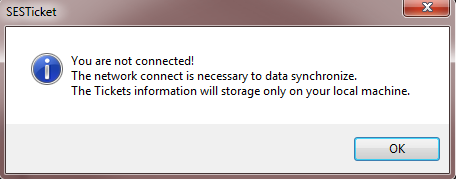 SESTicket
You are not connected!
The network connect is necessary to data synchronize.
The Tickets information will storage only on your local machine.
OK